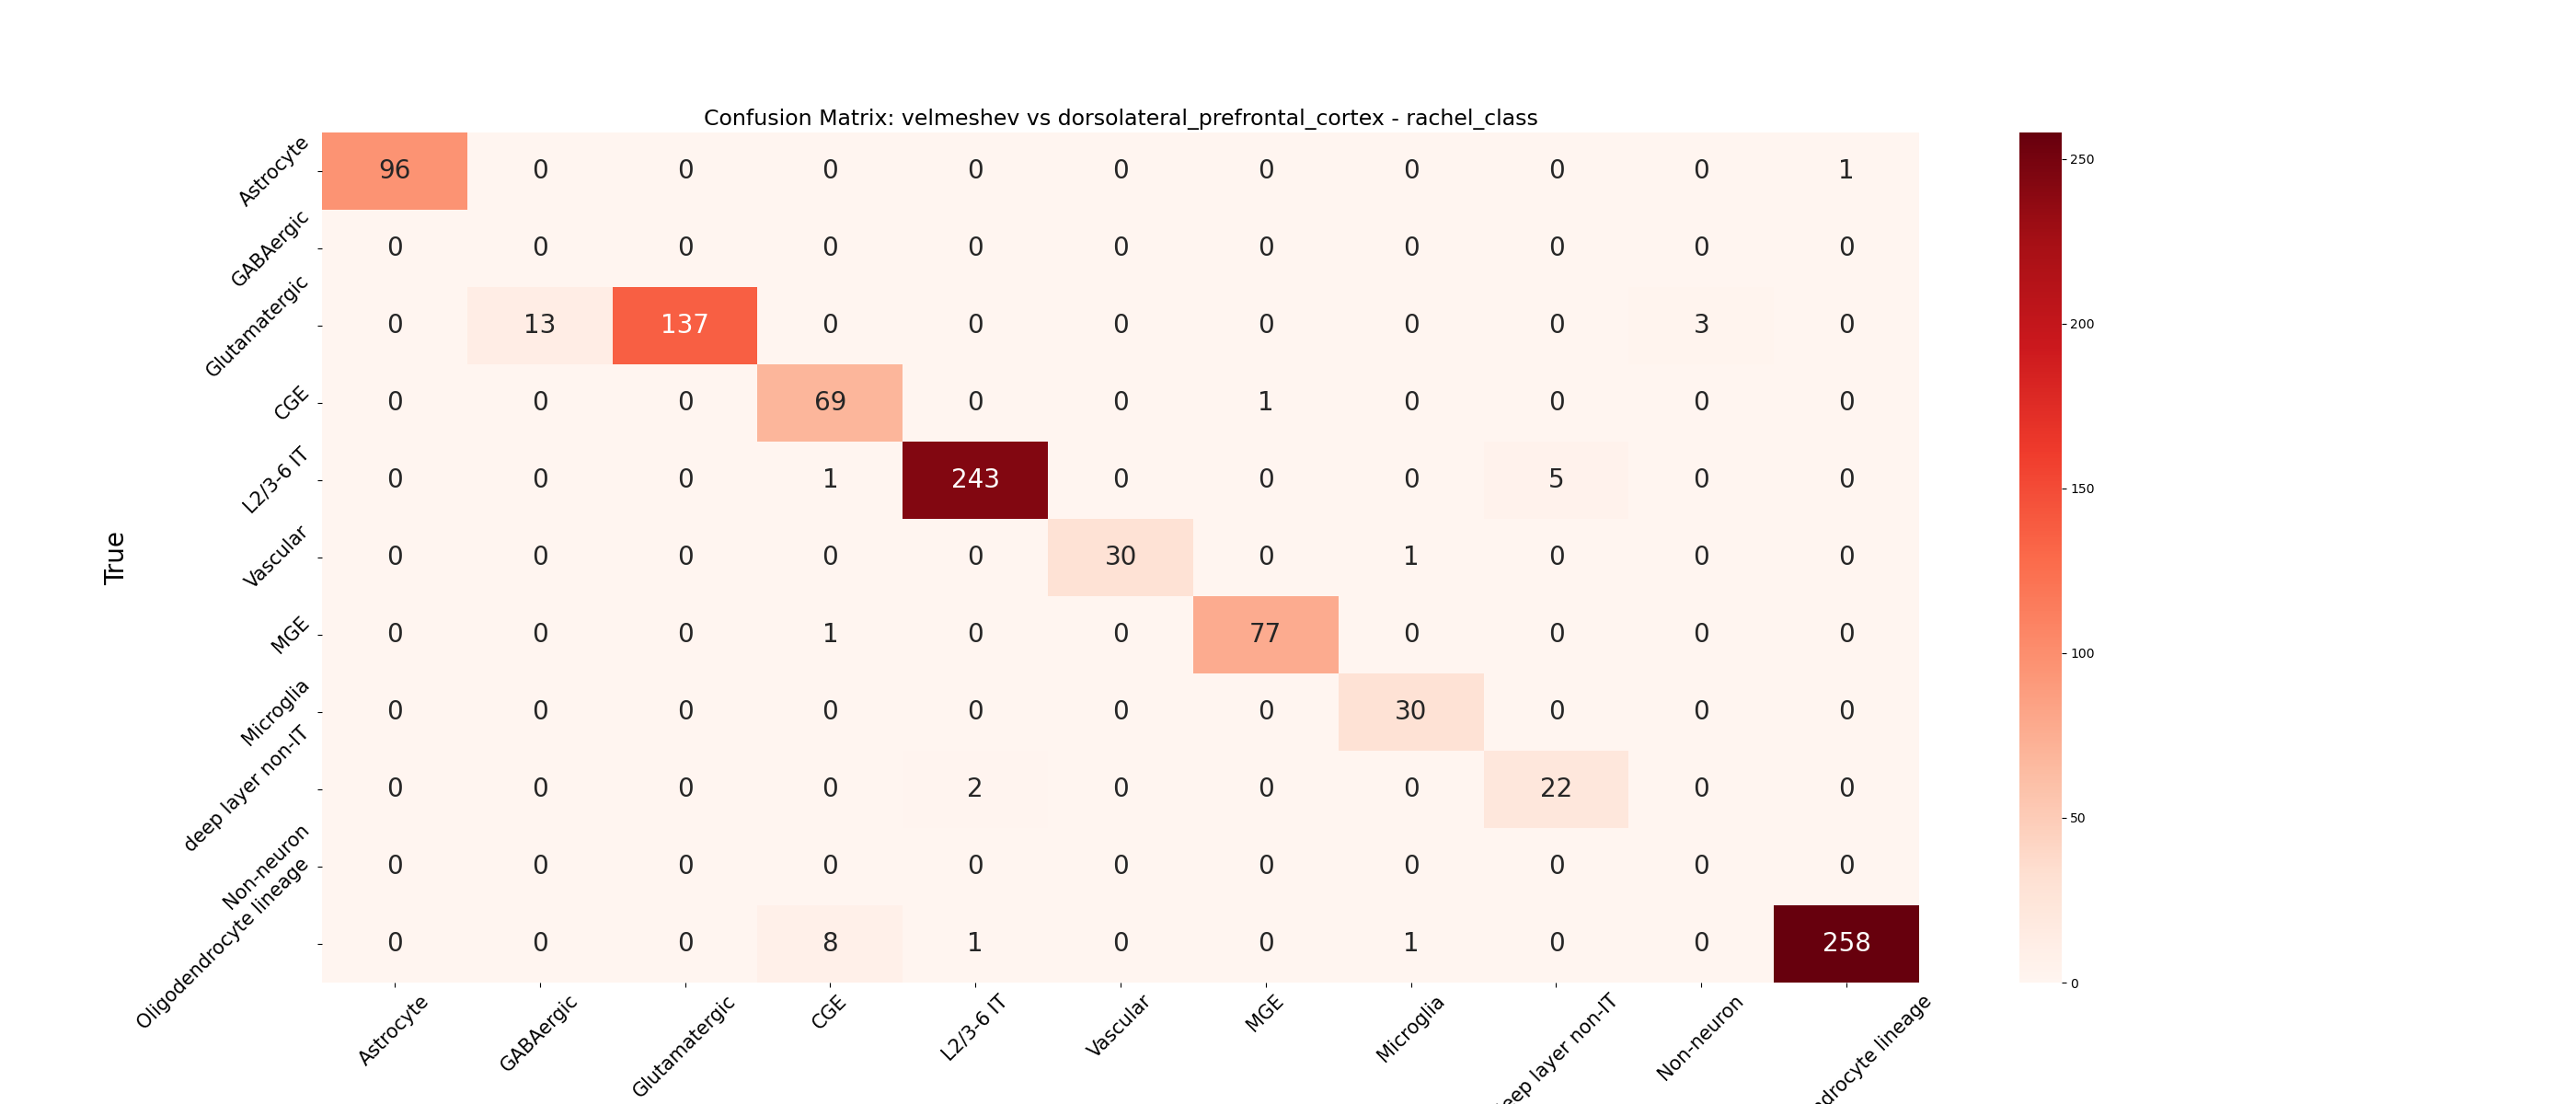 Confusion Matrix: velmeshev vs dorsolateral_prefrontal_cortex - rachel_class
True
Astrocyte 96 0 0 0 0 0 0 0 0 0 1
GABAergic 0 0 0 0 0 0 0 0 0 0 0
Glutamatergic 0 13 137 0 0 0 0 0 0 3 0
CGE 0 0 0 69 0 0 1 0 0 0 0
L2/3-6 IT 0 0 0 1 243 0 0 0 5 0 0
Vascular 0 0 0 0 0 30 0 1 0 0 0
MGE 0 0 0 1 0 0 77 0 0 0 0
Microglia 0 0 0 0 0 0 0 30 0 0 0
deep layer non-IT 0 0 0 0 2 0 0 0 22 0 0
Non-neuron 0 0 0 0 0 0 0 0 0 0 0
Oligodendrocyte lineage 0 0 0 8 1 0 0 1 0 0 258
Astrocyte GABAergic Glutamatergic CGE L2/3-6 IT Vascular MGE Microglia layer non-IT Non-neuron lineage
250
200
150
100
50
0